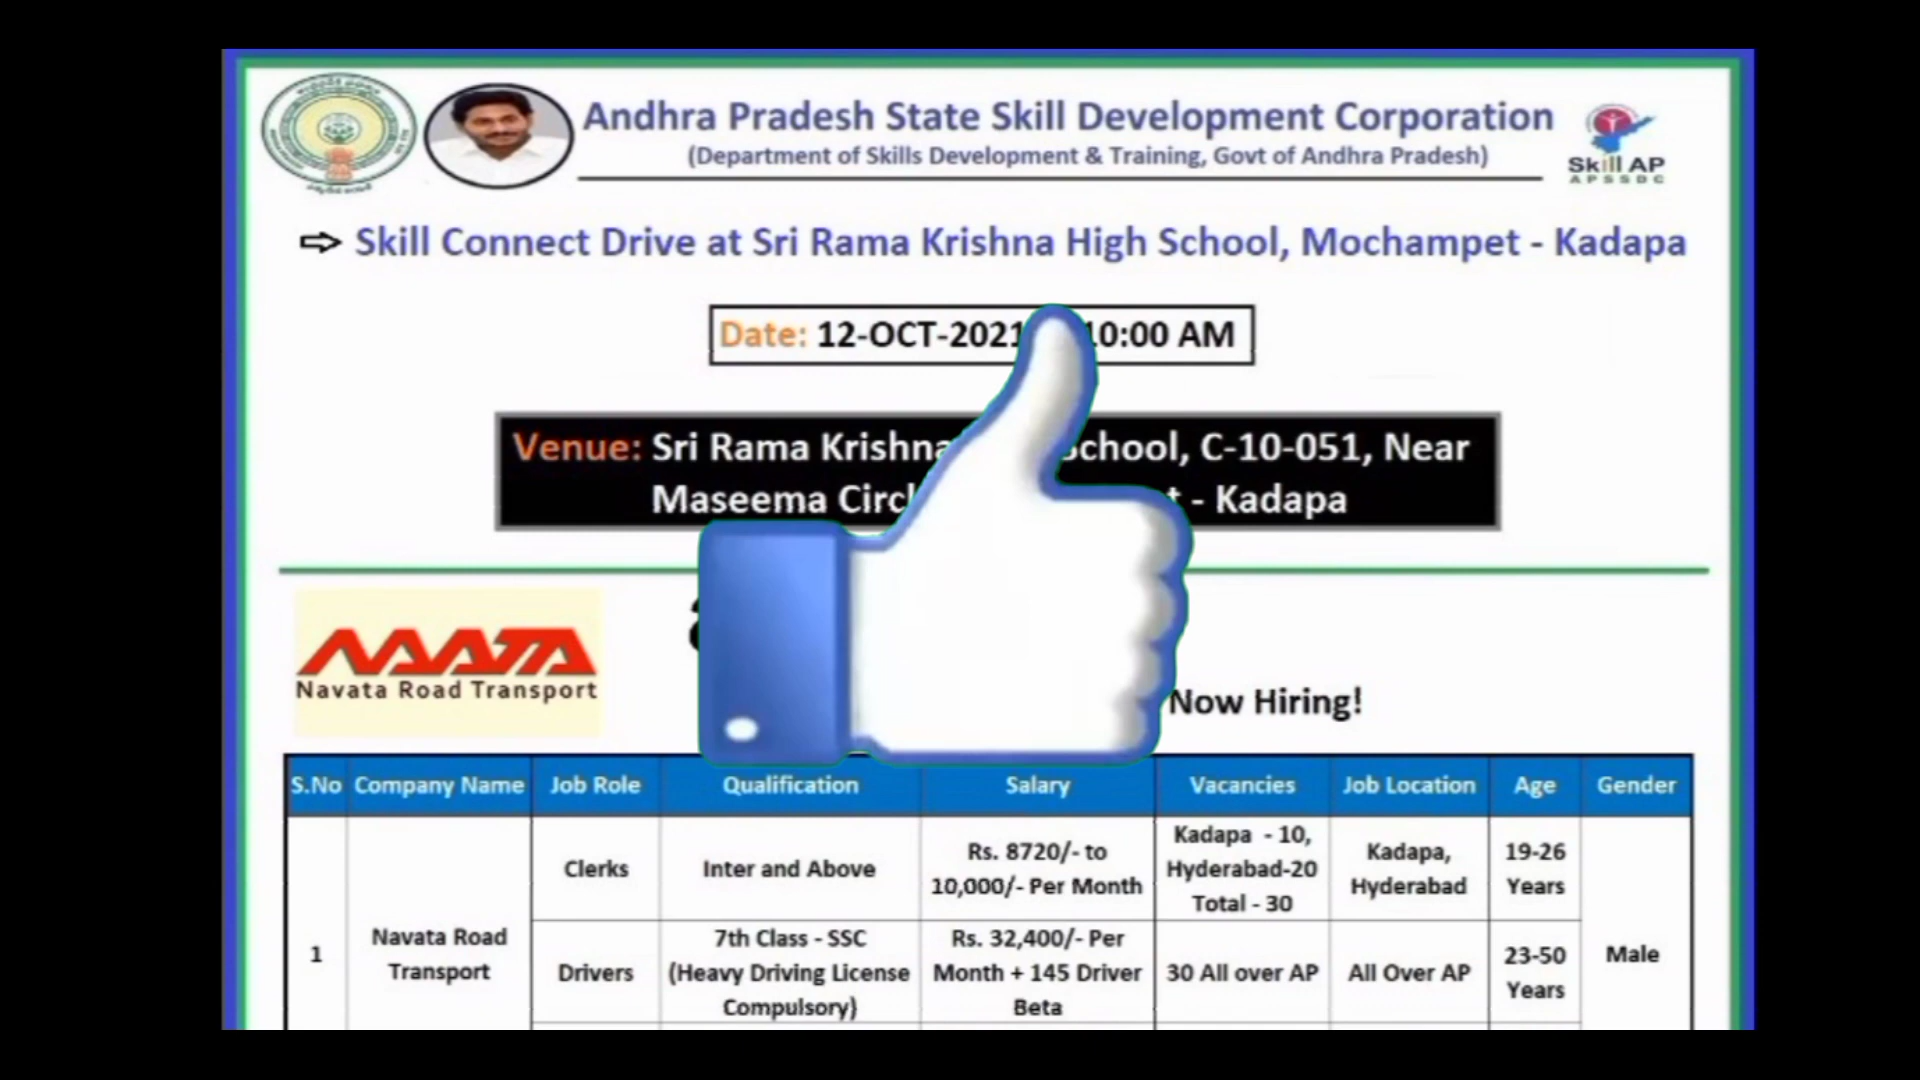 Andhra Pradesh State Skill Development Corporation
(Department of Skills Development & Training, Govt of Andhra Pradesh)
Skill AP
APSSDC
Skill Connect Drive at Sri Rama Krishna High School, Mochampet - Kadapa
Date: 12-OCT-2021 10:00 AM
Venue: Sri Rama Krishna School, C-10-051, Near
Maseema - Kadapa
NAVATA
Navata Road Transport
Now Hiring!
S.No Company Name Job Role Qualification Salary Vacancies Job Location Age Gender
1 Navata Road Transport Male
Clerks Inter and Above Rs. 8720/- to 10,000/- Per Month Kadapa - 10, Hyderabad-20 Total - 30 Kadapa, Hyderabad 19-26 Years
Drivers 7th Class - SSC (Heavy Driving License Compulsory) Rs. 32,400/- Per Month + 145 Driver Beta 30 All over AP All Over AP 23-50 Years